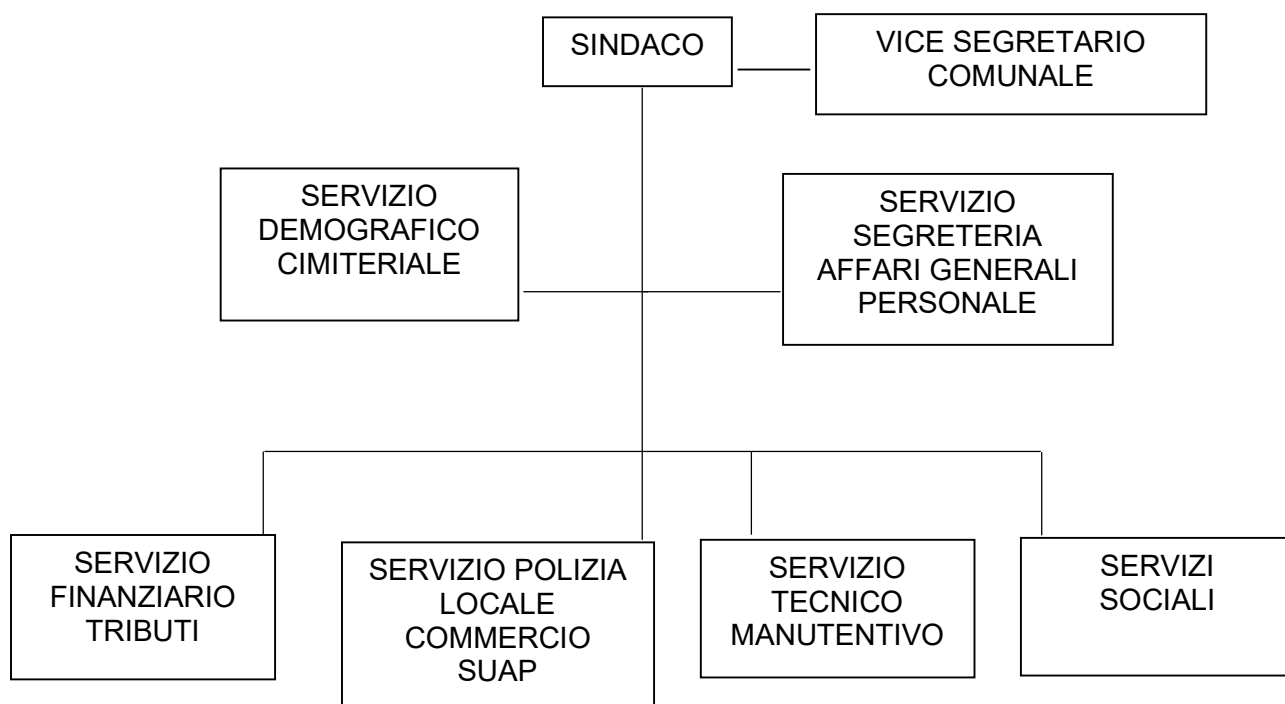 SINDACO
VICE SEGRETARIO
COMUNALE
SERVIZIO
DEMOGRAFICO
CIMITERIALE
SERVIZIO
SEGRETERIA
AFFARI GENERALI
PERSONALE
SERVIZIO
FINANZIARIO
TRIBUTI
SERVIZIO POLIZIA
LOCALE
COMMERCIO
SUAP
SERVIZIO
TECNICO
MANUTENTIVO
SERVIZI
SOCIALI